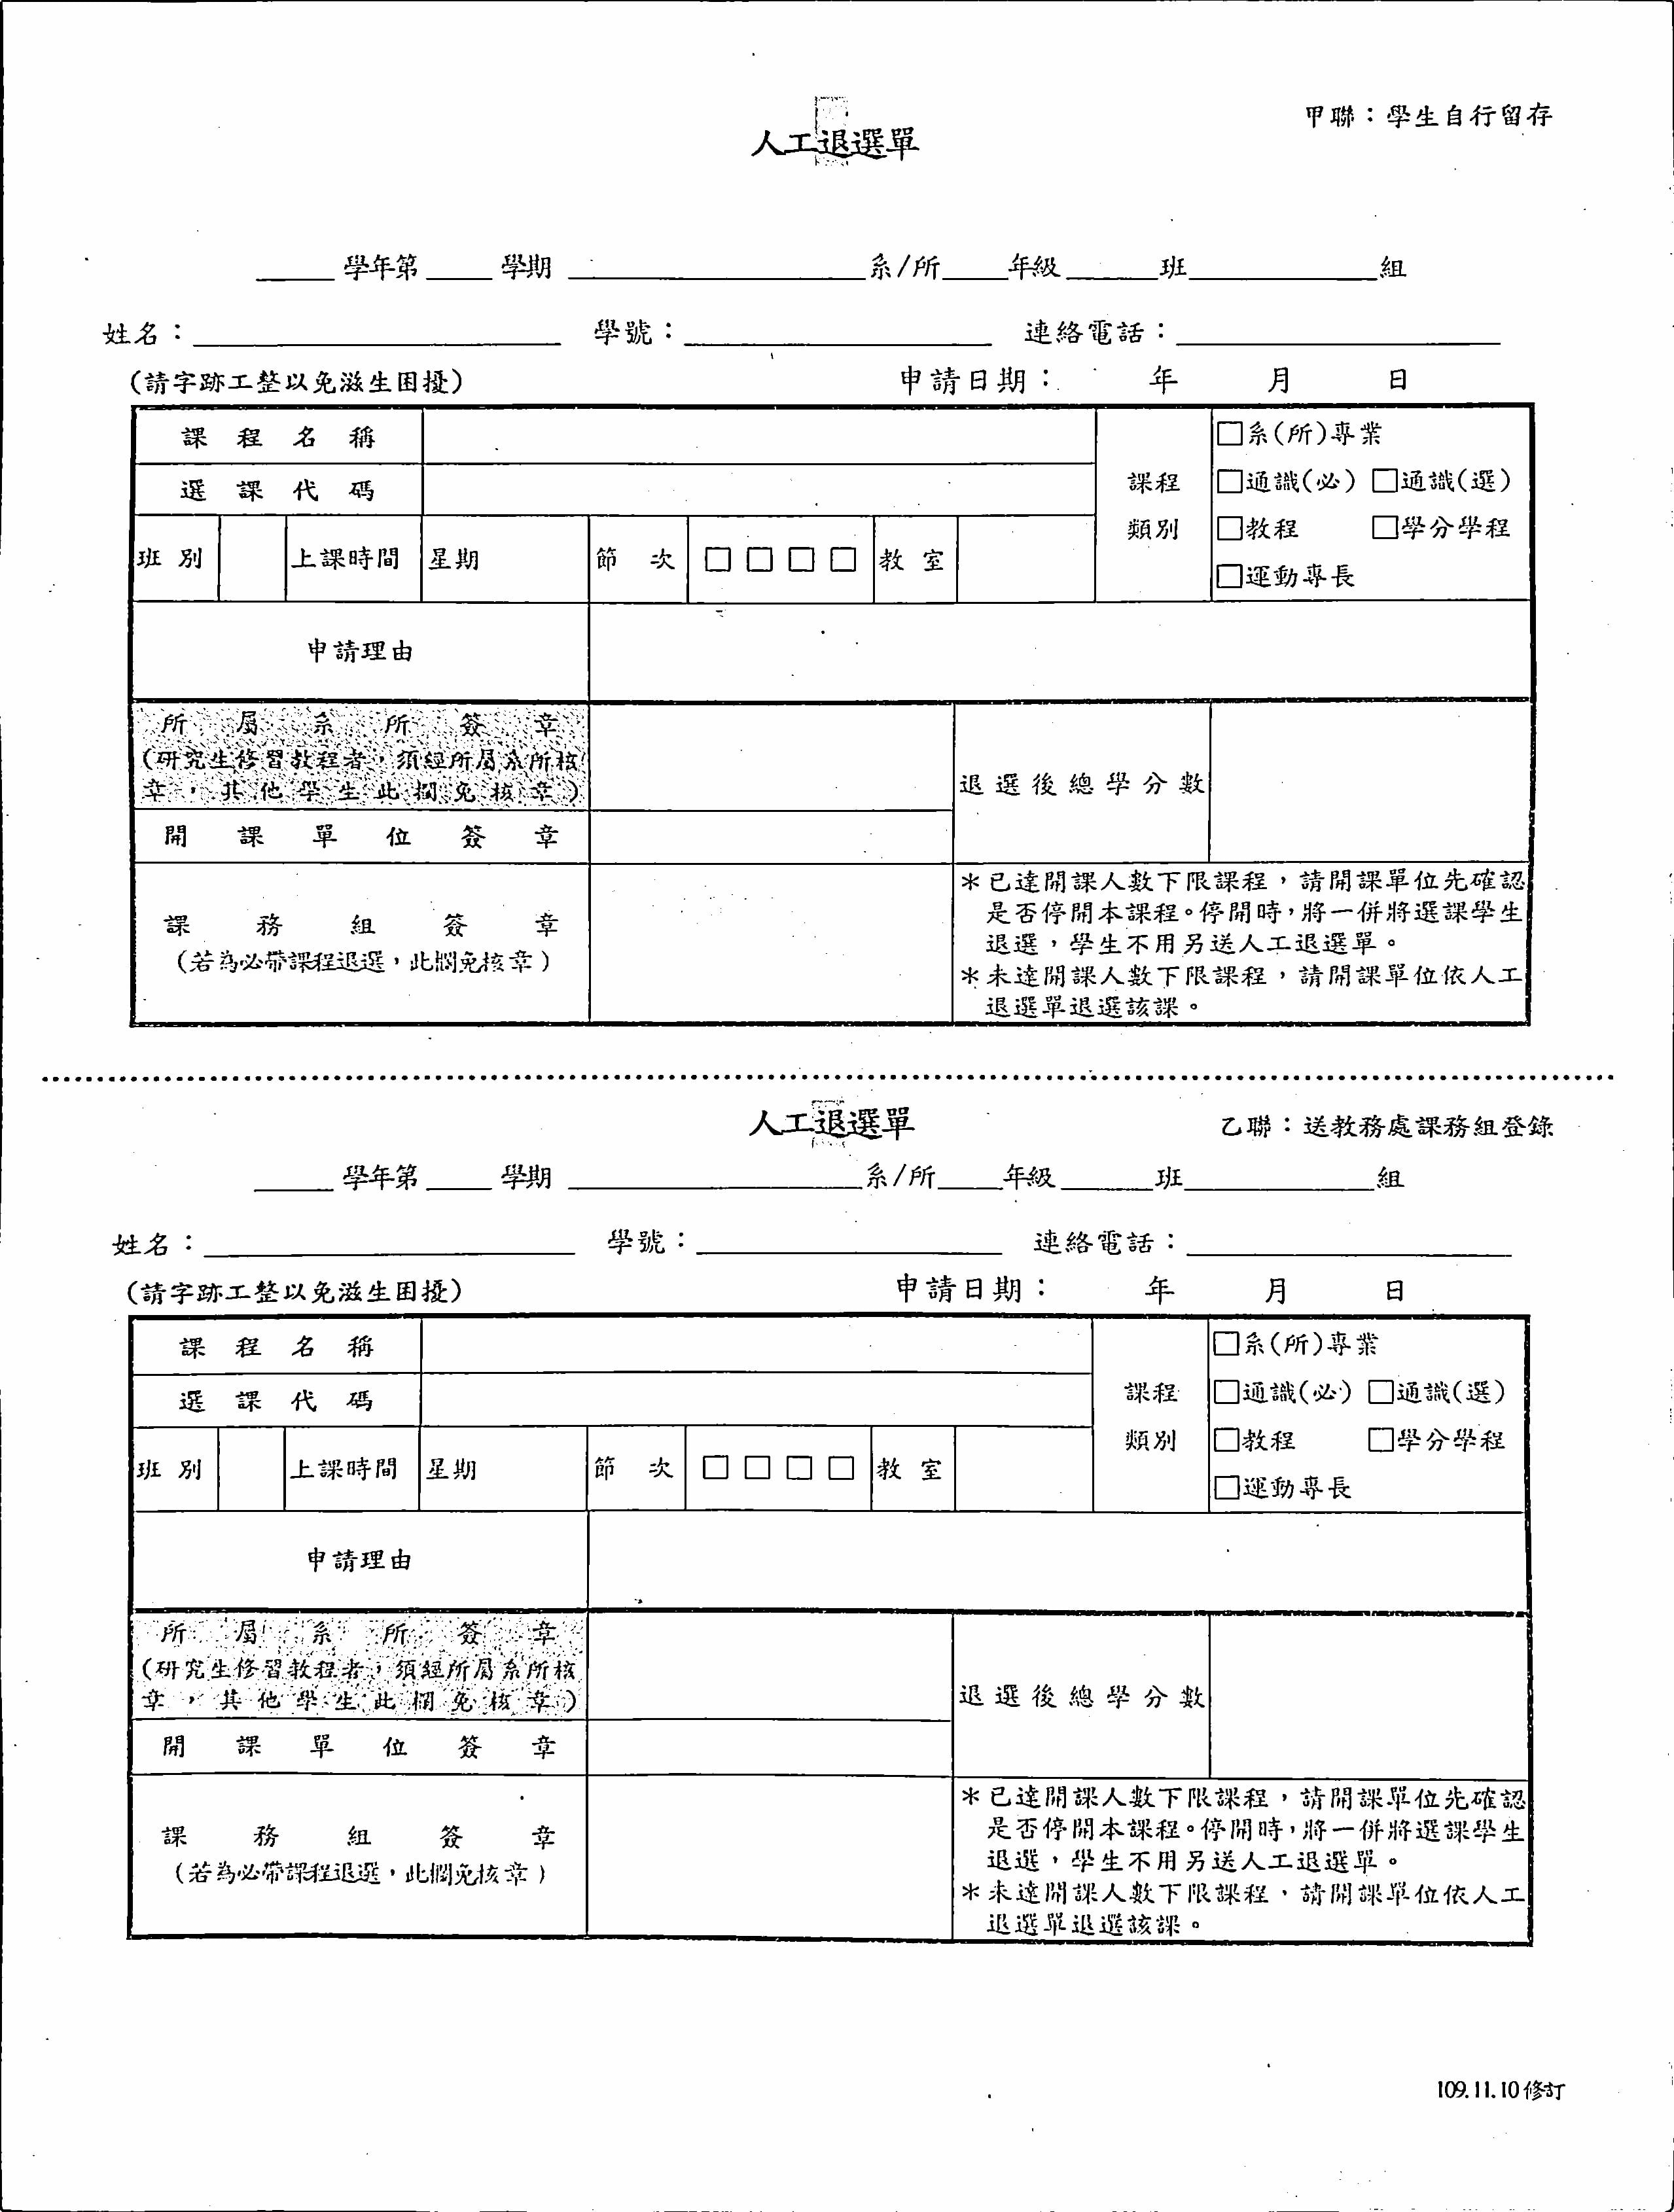 甲聯：學生自行留存
人工退選單
______學年第_____學期______________________系/所_____年級_______班______________組
姓名：____________________________ 學號：_______________________ 連絡電話：________________________
(請字跡工整以免滋生困擾) 申請日期： 年 月 日
課程名稱
選課代碼
課程類別
□系(所)專業
□通識(必) □通識(選)
□教程 □學分學程
□運動專長
班別 上課時間 星期 節次 □ □ □ □ 教室
申請理由
所屬系所簽章
(研究生修習教程者，須經所屬系所核
章，其他學生此欄免核章)
退選後總學分數
開課單位簽章
課務組簽章
(若為必帶課程退選，此欄免核章)
＊已達開課人數下限課程，請開課單位先確認
是否停開本課程。停開時，將一併將選課學生
退選，學生不用另送人工退選單。
＊未達開課人數下限課程，請開課單位依人工
退選單退選該課。
人工退選單
乙聯：送教務處課務組登錄
______學年第_____學期______________________系/所_____年級_______班______________組
姓名：____________________________ 學號：_______________________ 連絡電話：________________________
(請字跡工整以免滋生困擾) 申請日期： 年 月 日
課程名稱
選課代碼
課程類別
□系(所)專業
□通識(必) □通識(選)
□教程 □學分學程
□運動專長
班別 上課時間 星期 節次 □ □ □ □ 教室
申請理由
所屬系所簽章
(研究生修習教程者，須經所屬系所核
章，其他學生此欄免核章)
退選後總學分數
開課單位簽章
課務組簽章
(若為必帶課程退選，此欄免核章)
＊已達開課人數下限課程，請開課單位先確認
是否停開本課程。停開時，將一併將選課學生
退選，學生不用另送人工退選單。
＊未達開課人數下限課程，請開課單位依人工
退選單退選該課。
109.11.10修訂